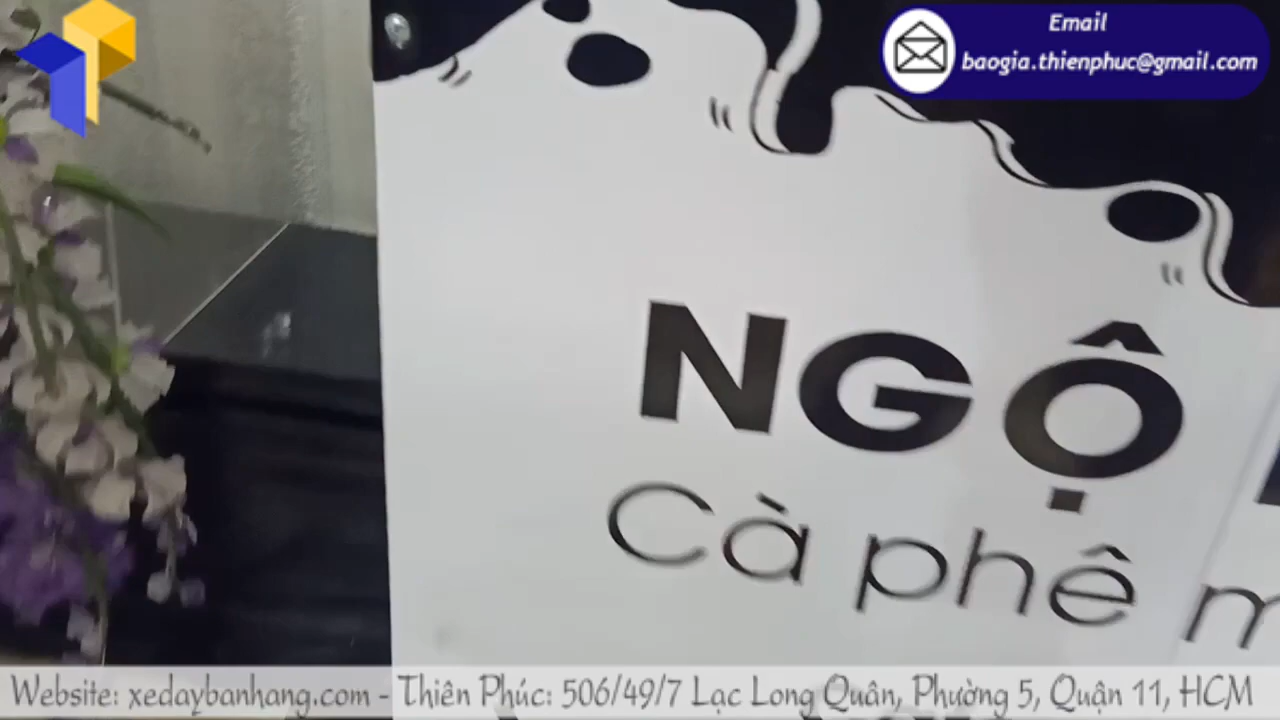 Email
baogia.thienphuc@gmail.com
NGỘ
Cà phê
Website: xedaybanhang.com - Thiên Phúc: 506/49/7 Lạc Long Quân, Phường 5, Quận 11, HCM